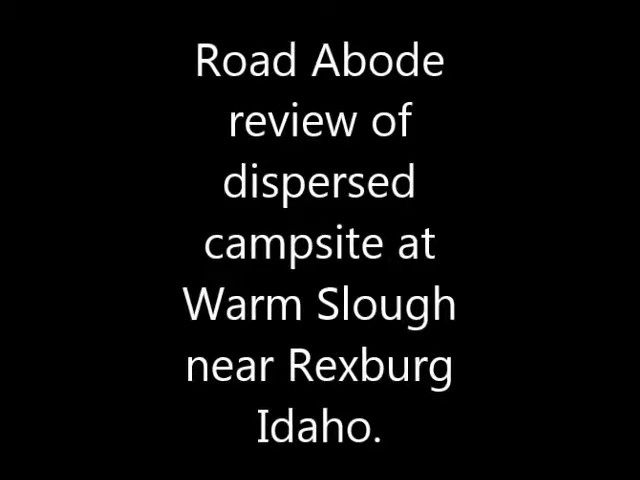 Road Abode
review of
dispersed
campsite at
Warm Slough
near Rexburg
Idaho.